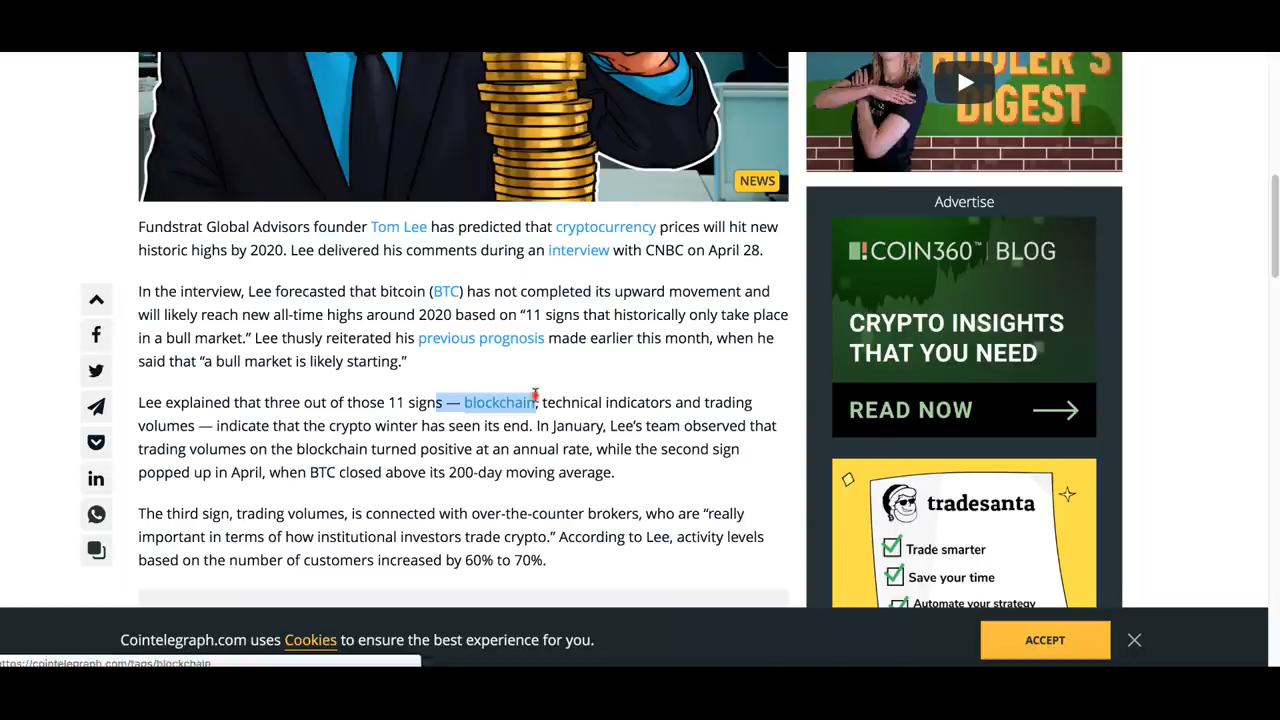 HODLER'S
DIGEST
NEWS
Advertise
Fundstrat Global Advisors founder Tom Lee has predicted that cryptocurrency prices will hit new
historic highs by 2020. Lee delivered his comments during an interview with CNBC on April 28.
In the interview, Lee forecasted that bitcoin (BTC) has not completed its upward movement and
will likely reach new all-time highs around 2020 based on “11 signs that historically only take place
in a bull market.” Lee thusly reiterated his previous prognosis made earlier this month, when he
said that “a bull market is likely starting.”
Lee explained that three out of those 11 signs — blockchain, technical indicators and trading
volumes — indicate that the crypto winter has seen its end. In January, Lee’s team observed that
trading volumes on the blockchain turned positive at an annual rate, while the second sign
popped up in April, when BTC closed above its 200-day moving average.
The third sign, trading volumes, is connected with over-the-counter brokers, who are “really
important in terms of how institutional investors trade crypto.” According to Lee, activity levels
based on the number of customers increased by 60% to 70%.
COIN360™ | BLOG
CRYPTO INSIGHTS
THAT YOU NEED
READ NOW
tradesanta
Trade smarter
Save your time
Automate your strategy
Cointelegraph.com uses Cookies to ensure the best experience for you.
ACCEPT
https://cointelegraph.com/tags/blockchain